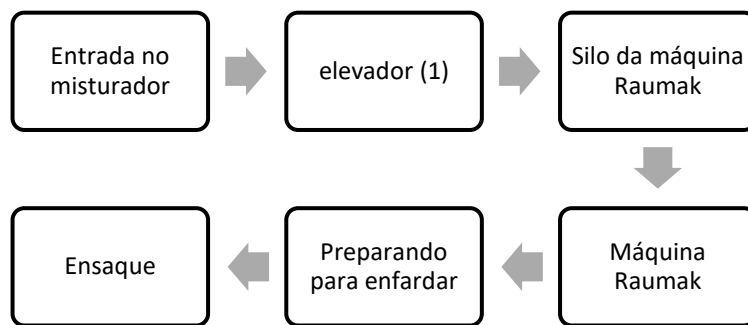 Entrada no
misturador
elevador (1)
Silo da máquina
Raumak
Máquina
Raumak
Preparando
para enfardar
Ensaque